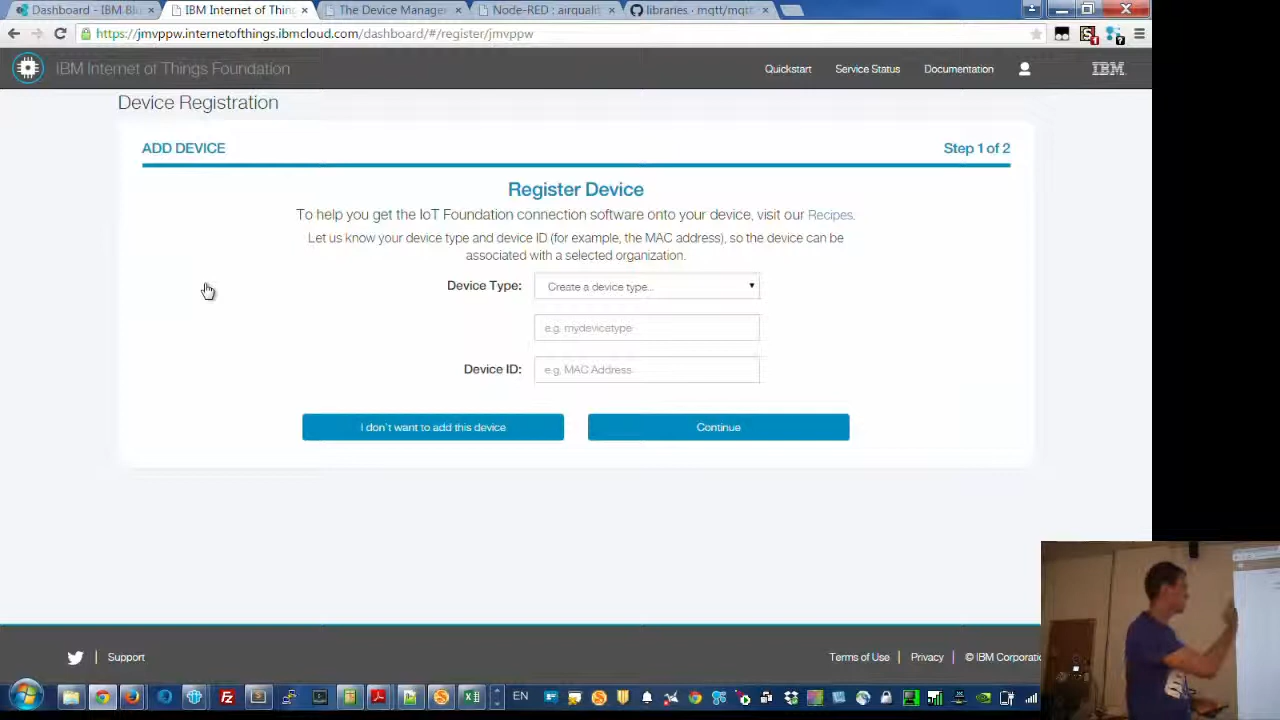 Dashboard - IBM Blu
IBM Internet of Thing
The Device Manage
Node-RED : airquali
libraries · mqtt/mqtt
https://jmvppw.internetofthings.ibmcloud.com/dashboard/#/register/jmvppw
IBM Internet of Things Foundation
Quickstart
Service Status
Documentation
IBM
Device Registration
ADD DEVICE
Step 1 of 2
Register Device
To help you get the IoT Foundation connection software onto your device, visit our Recipes.
Let us know your device type and device ID (for example, the MAC address), so the device can be
associated with a selected organization.
Device Type:
Create a device type...
e.g. mydevicetype
Device ID:
e.g. MAC Address
I don't want to add this device
Continue
Support
Terms of Use
Privacy
© IBM Corporatio
EN